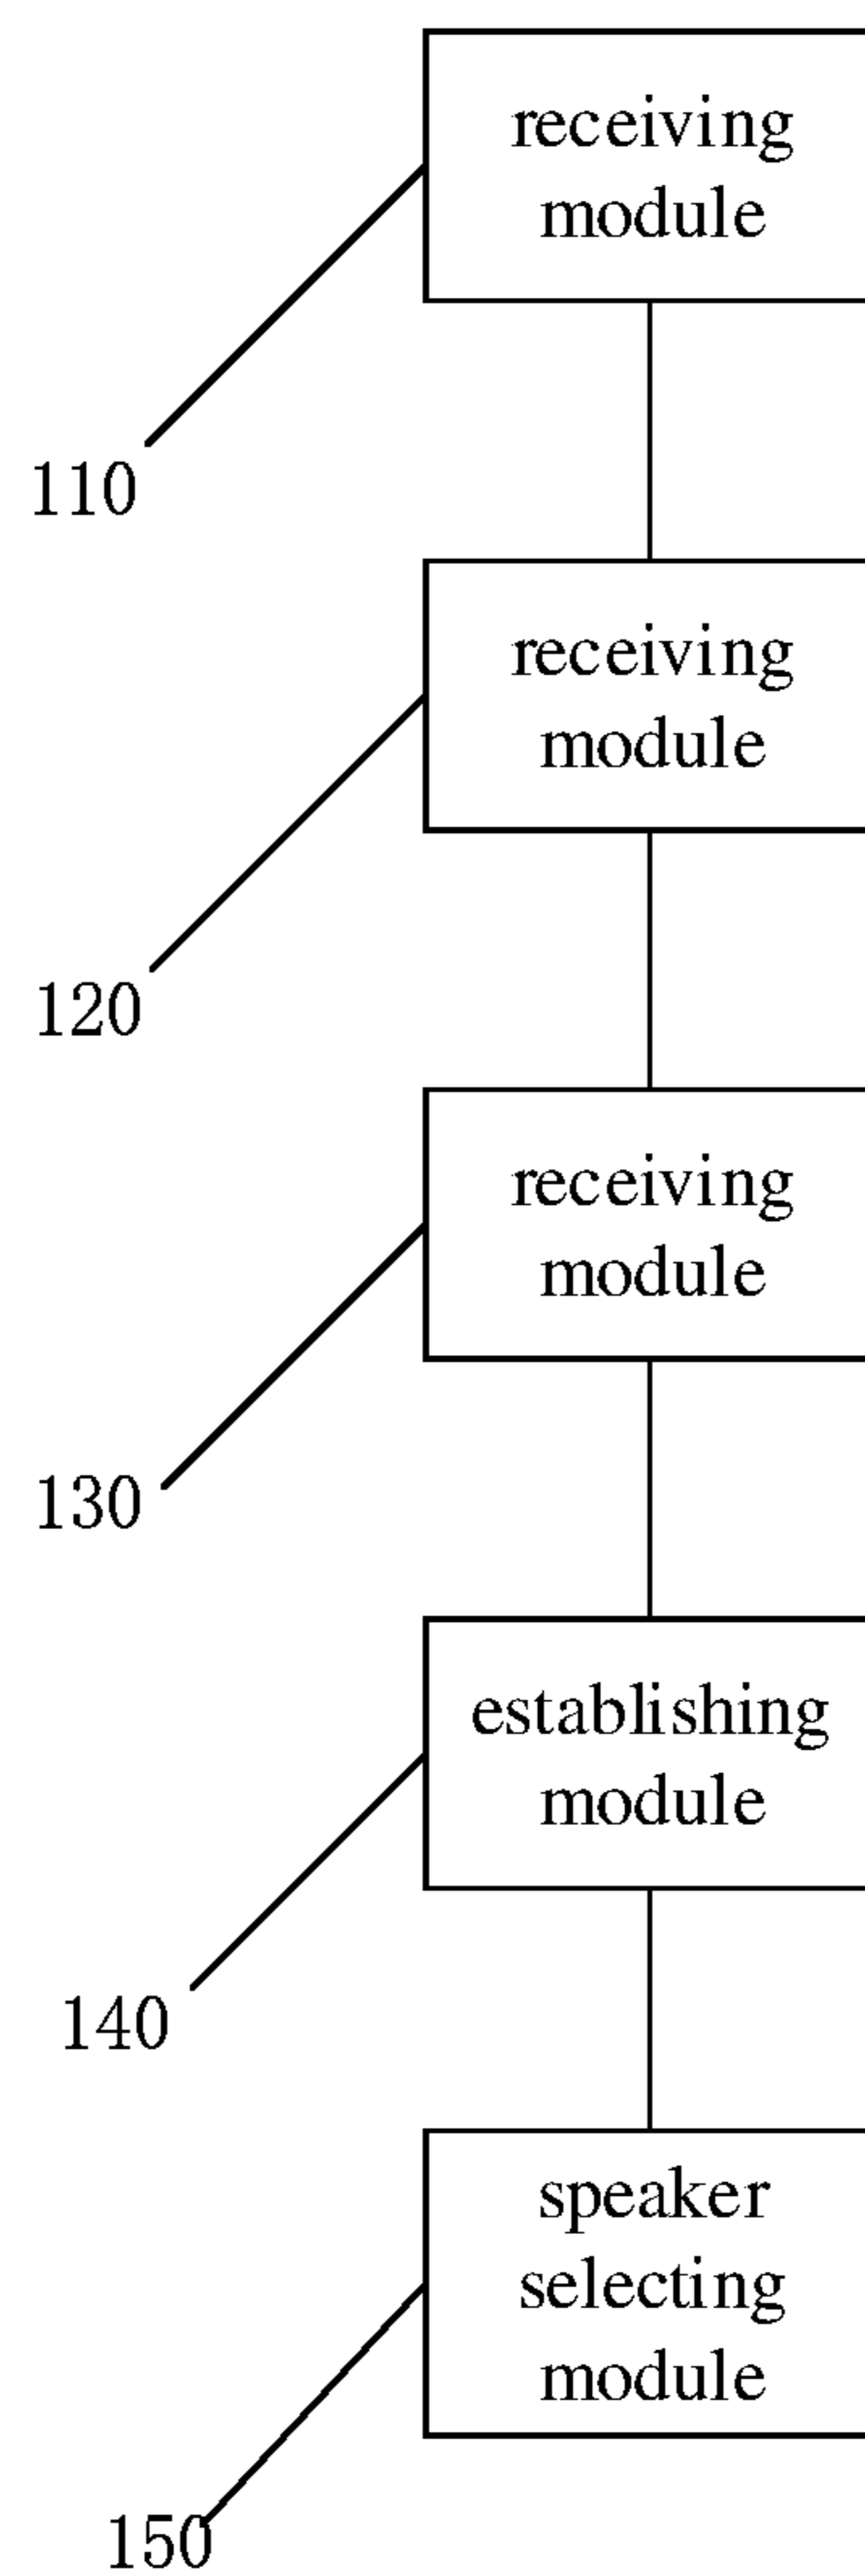 receiving
module
110
receiving
module
120
receiving
module
130
establishing
module
140
speaker
selecting
module
150